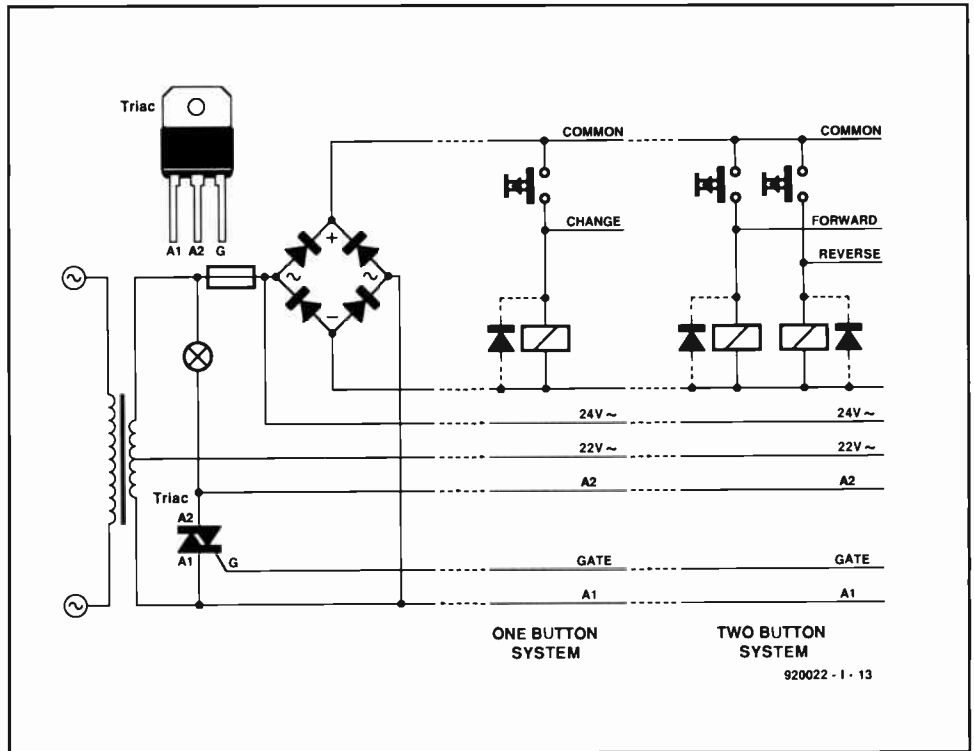 Triac
A1 A2 G
COMMON
COMMON
CHANGE
FORWARD
REVERSE
+
~
~
−
~
~
24V ~
24V ~
22V ~
22V ~
A2
A2
Triac
A2
A1
G
GATE
GATE
A1
A1
ONE BUTTON
SYSTEM
TWO BUTTON
SYSTEM
920022 - I - 13